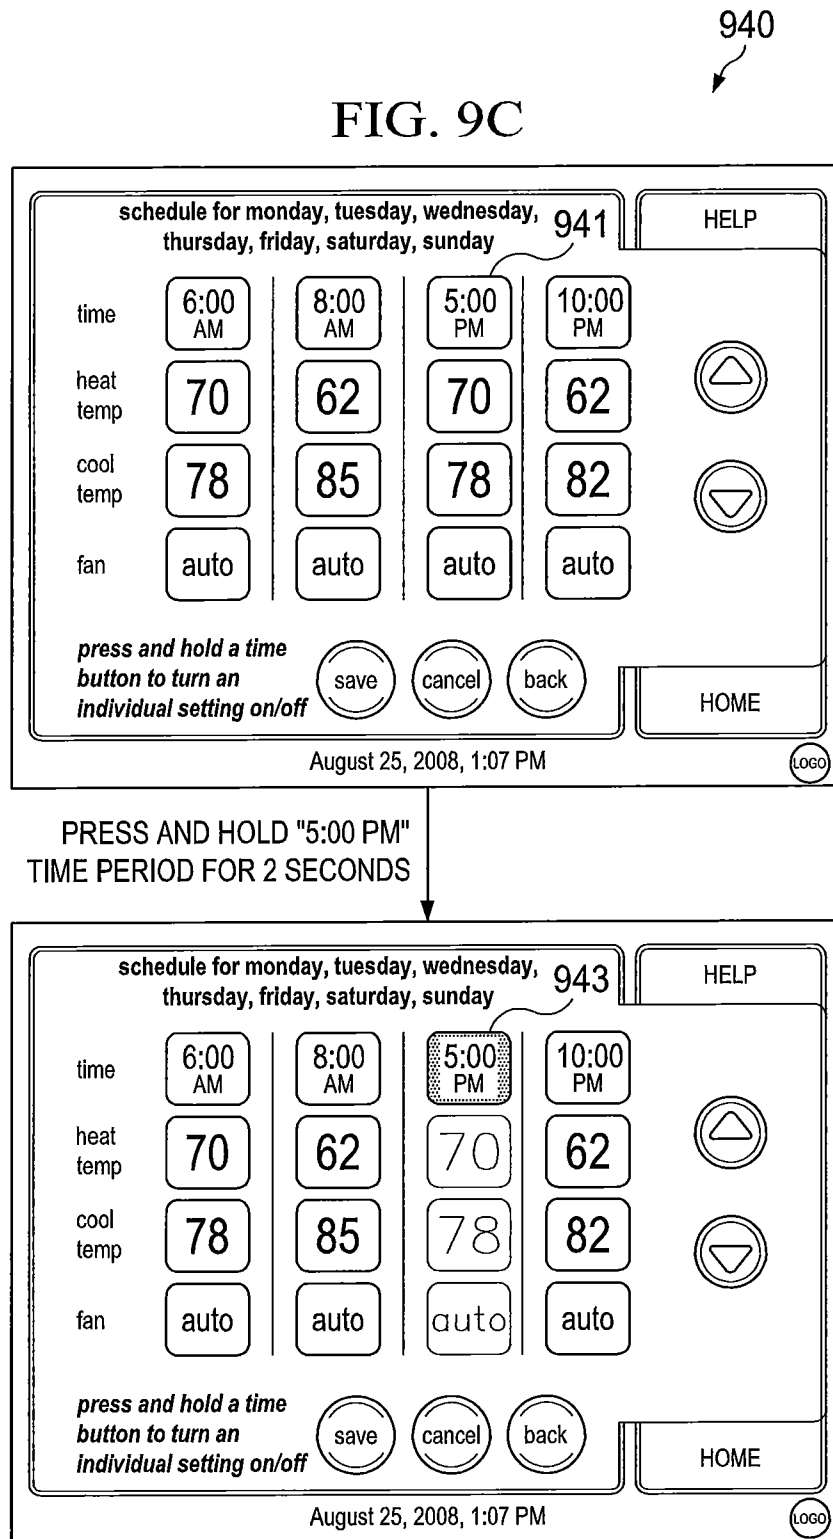 940
FIG. 9C
schedule for monday, tuesday, wednesday,
thursday, friday, saturday, sunday
941
HELP
time
6:00 AM
8:00 AM
5:00 PM
10:00 PM
heat temp
70
62
70
62
cool temp
78
85
78
82
fan
auto
auto
auto
auto
press and hold a time
button to turn an
individual setting on/off
save
cancel
back
HOME
August 25, 2008, 1:07 PM
LOGO
PRESS AND HOLD "5:00 PM"
TIME PERIOD FOR 2 SECONDS
schedule for monday, tuesday, wednesday,
thursday, friday, saturday, sunday
943
HELP
time
6:00 AM
8:00 AM
5:00 PM
10:00 PM
heat temp
70
62
70
62
cool temp
78
85
78
82
fan
auto
auto
auto
auto
press and hold a time
button to turn an
individual setting on/off
save
cancel
back
HOME
August 25, 2008, 1:07 PM
LOGO